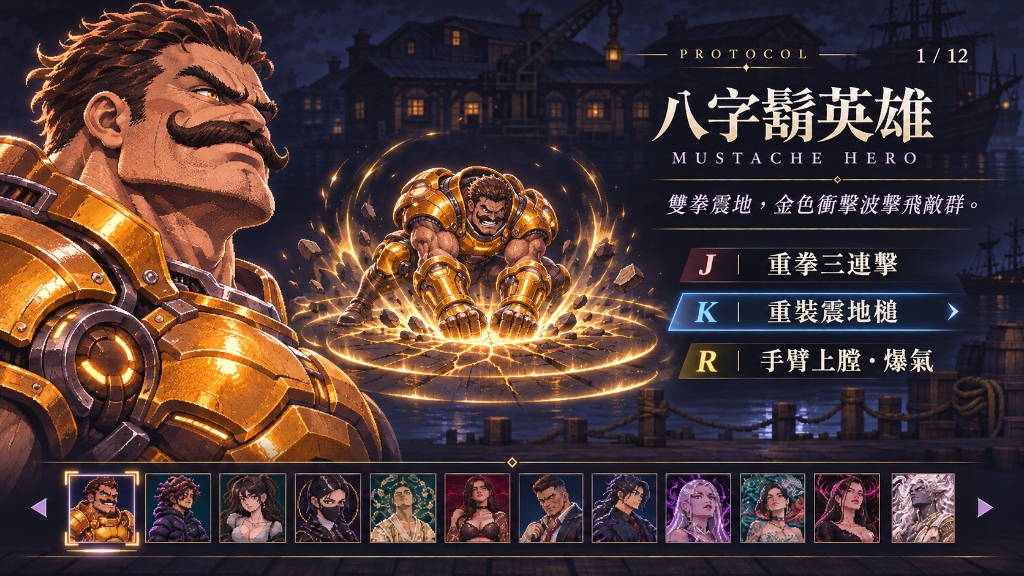 PROTOCOL
1 / 12
八字鬍英雄
MUSTACHE HERO
雙拳震地，金色衝擊波擊飛敵群。
J 重拳三連擊
K 重裝震地槌
R 手臂上膛·爆氣